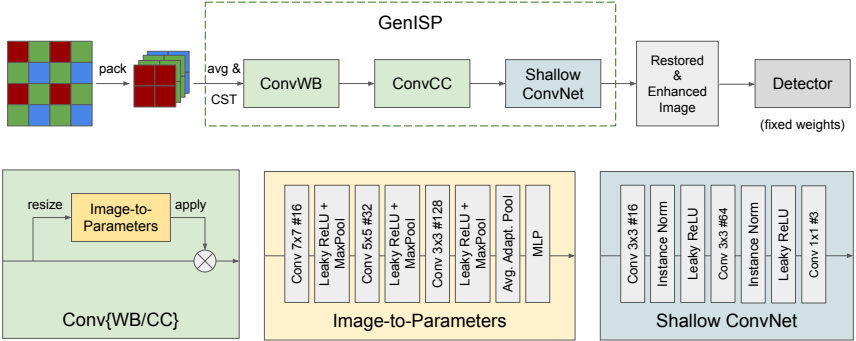 GenISP
pack
avg &
CST
ConvWB
ConvCC
Shallow
ConvNet
Restored
&
Enhanced
Image
Detector
(fixed weights)
resize
Image-to-
Parameters
apply
Conv{WB/CC}
Conv 7x7 #16
Leaky ReLU +
MaxPool
Conv 5x5 #32
Leaky ReLU +
MaxPool
Conv 3x3 #128
Leaky ReLU +
MaxPool
Avg. Adapt. Pool
MLP
Image-to-Parameters
Conv 3x3 #16
Instance Norm
Leaky ReLU
Conv 3x3 #64
Instance Norm
Leaky ReLU
Conv 1x1 #3
Shallow ConvNet